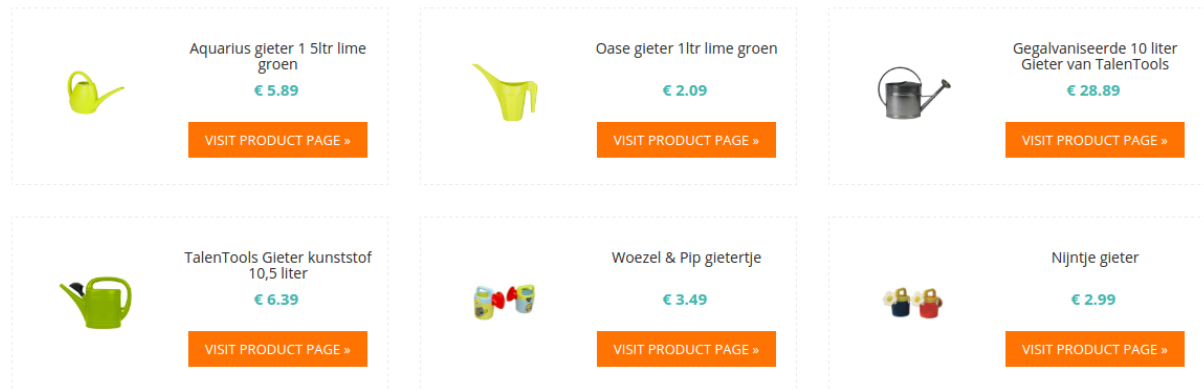 Aquarius gieter 1 5ltr lime
groen
€ 5.89
VISIT PRODUCT PAGE »
Oase gieter 1ltr lime groen
€ 2.09
VISIT PRODUCT PAGE »
Gegalvaniseerde 10 liter
Gieter van TalenTools
€ 28.89
VISIT PRODUCT PAGE »
TalenTools Gieter kunststof
10,5 liter
€ 6.39
VISIT PRODUCT PAGE »
Woezel & Pip gietertje
€ 3.49
VISIT PRODUCT PAGE »
Nijntje gieter
€ 2.99
VISIT PRODUCT PAGE »